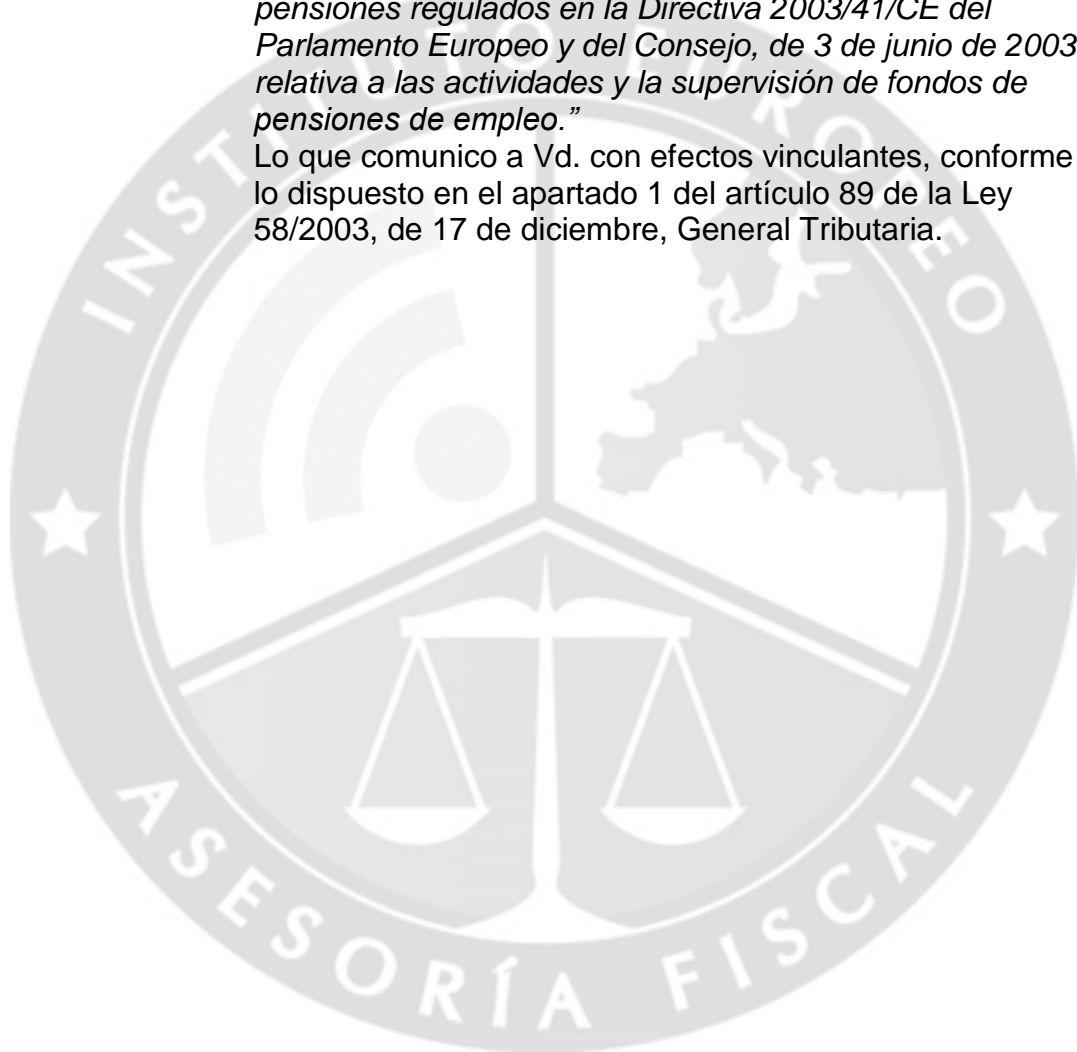 pensiones regulados en la Directiva 2003/41/CE del
Parlamento Europeo y del Consejo, de 3 de junio de 2003
relativa a las actividades y la supervisión de fondos de
pensiones de empleo.”
Lo que comunico a Vd. con efectos vinculantes, conforme
lo dispuesto en el apartado 1 del artículo 89 de la Ley
58/2003, de 17 de diciembre, General Tributaria.
INSTITUTO EUROPEO
ASESORÍA FISCAL